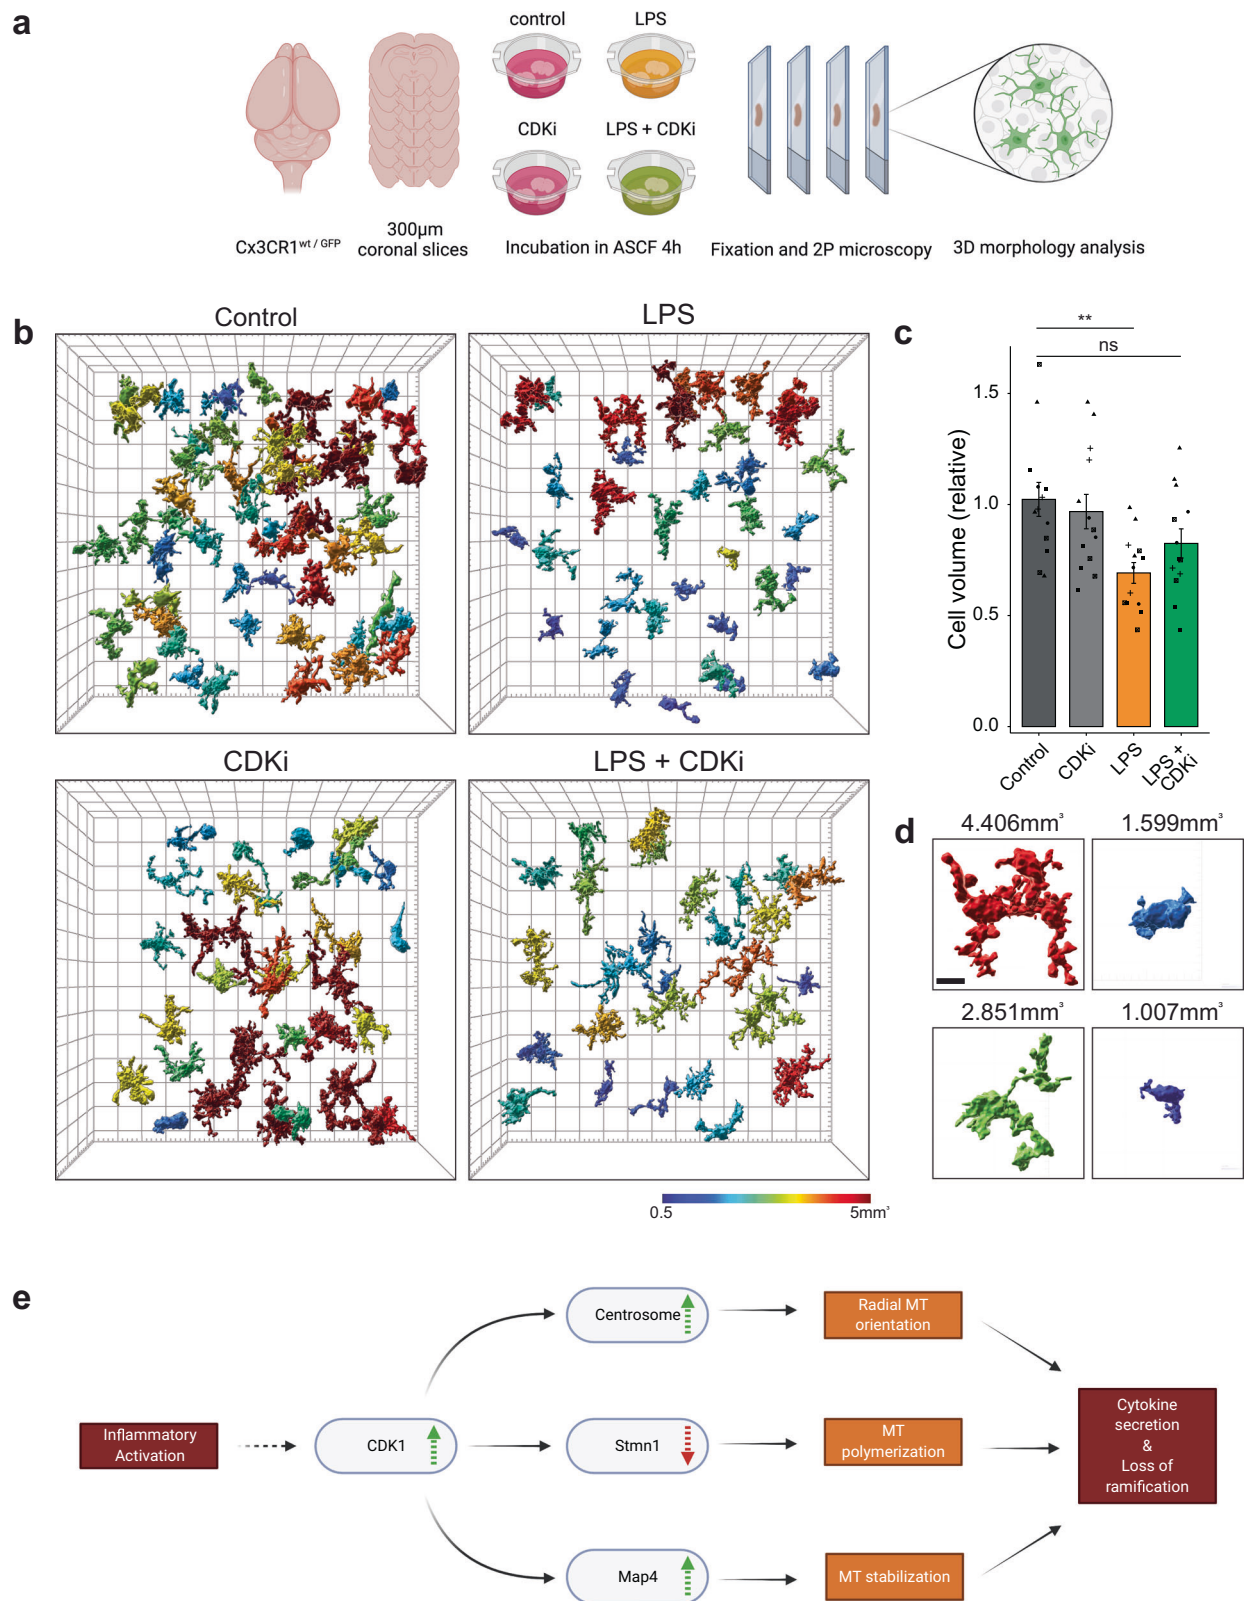 a
control
LPS
CDKi
LPS + CDKi
Cx3CR1wt / GFP
300µm
coronal slices
Incubation in ASCF 4h
Fixation and 2P microscopy
3D morphology analysis
b
Control
LPS
CDKi
LPS + CDKi
0.5
5mm³
c
**
ns
Cell volume (relative)
1.5
1.0
0.5
0.0
Control
CDKi
LPS
LPS +
CDKi
d
4.406mm³
1.599mm³
2.851mm³
1.007mm³
e
Inflammatory
Activation
CDK1
Centrosome
Stmn1
Map4
Radial MT
orientation
MT
polymerization
MT stabilization
Cytokine
secretion
&
Loss of
ramification